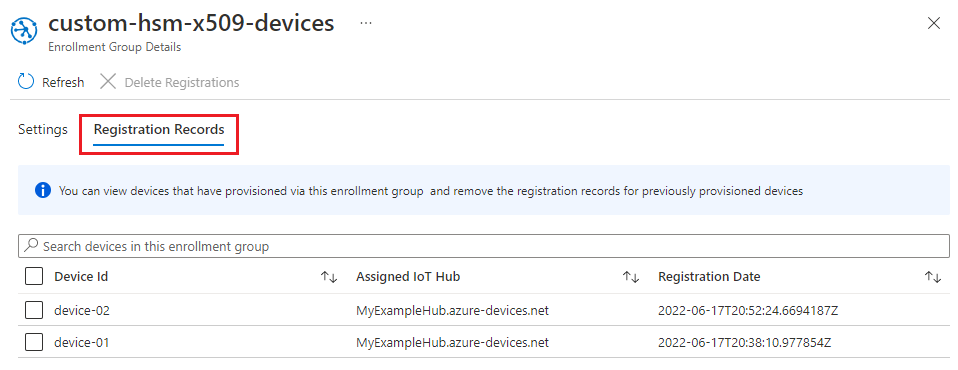 custom-hsm-x509-devices ...
Enrollment Group Details
Refresh Delete Registrations
Settings Registration Records
You can view devices that have provisioned via this enrollment group and remove the registration records for previously provisioned devices
Search devices in this enrollment group
Device Id Assigned IoT Hub Registration Date
device-02 MyExampleHub.azure-devices.net 2022-06-17T20:52:24.6694187Z
device-01 MyExampleHub.azure-devices.net 2022-06-17T20:38:10.977854Z